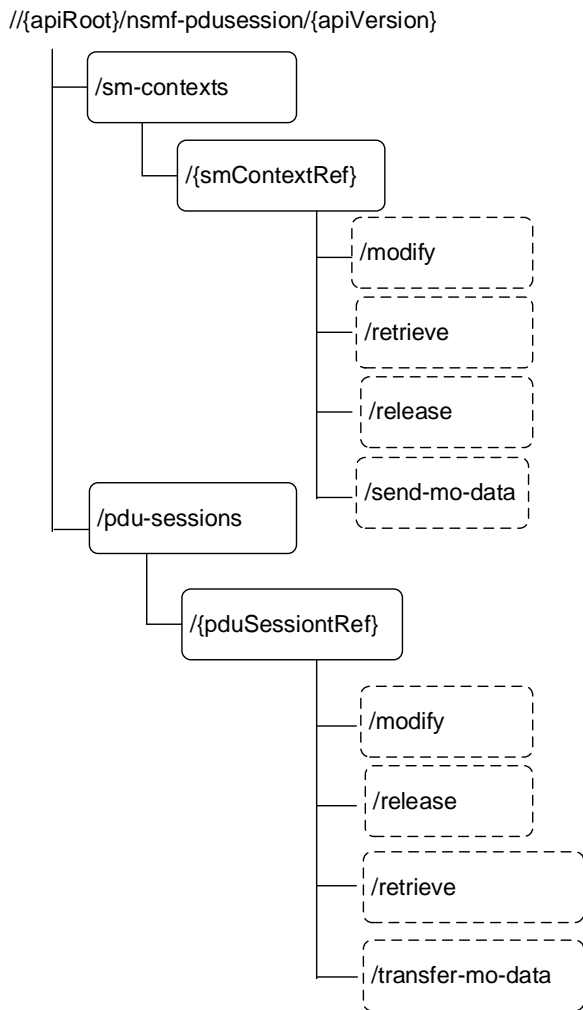 //{apiRoot}/nsmf-pdusession/{apiVersion}
/sm-contexts
/{smContextRef}
/modify
/retrieve
/release
/send-mo-data
/pdu-sessions
/{pduSessiontRef}
/modify
/release
/retrieve
/transfer-mo-data